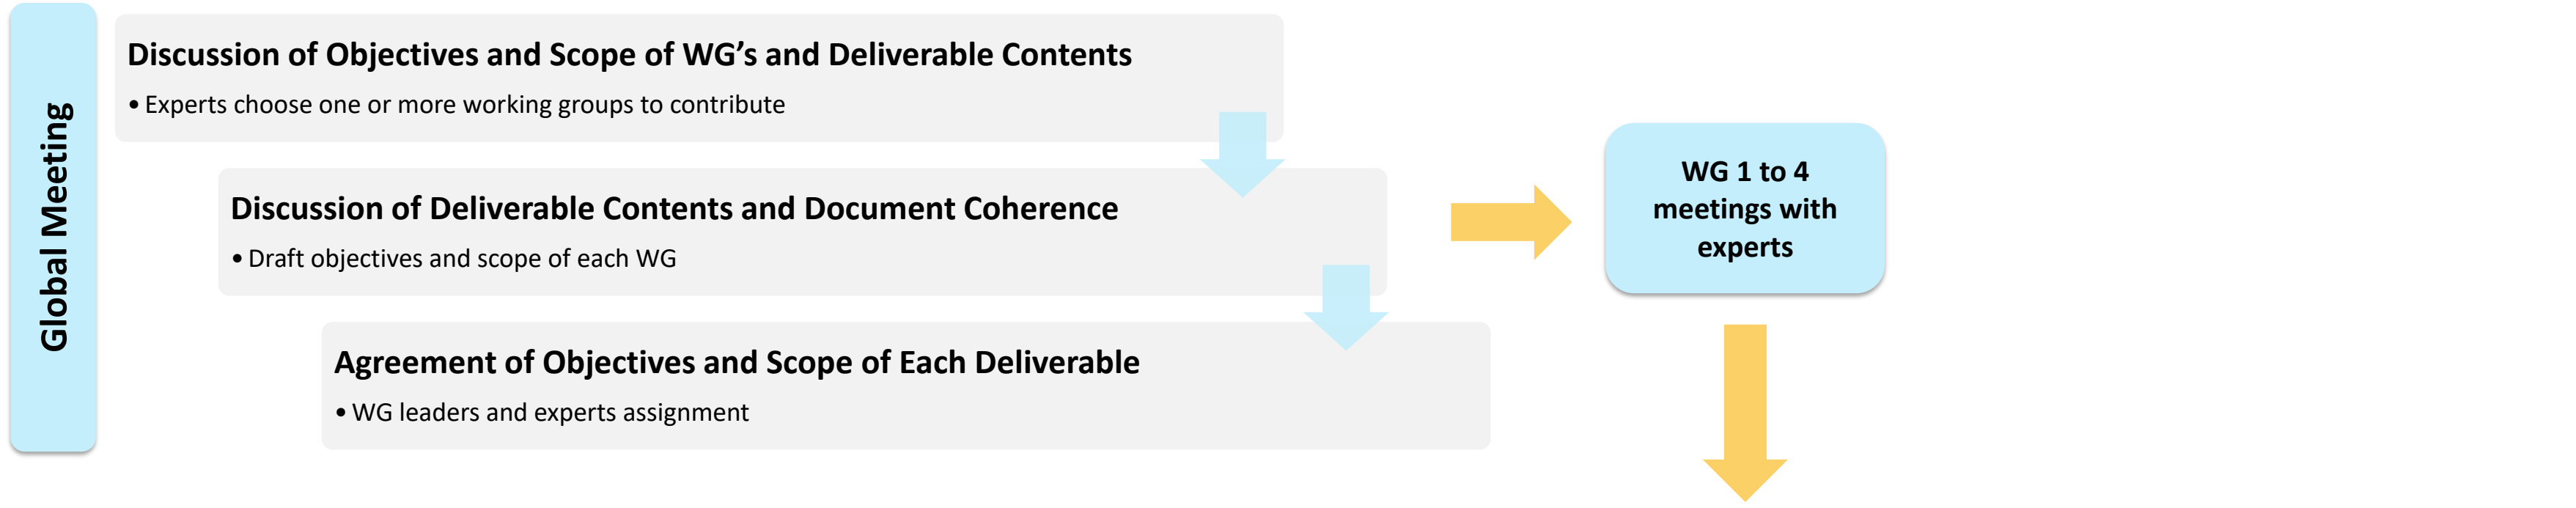 Global Meeting
Discussion of Objectives and Scope of WG's and Deliverable Contents
• Experts choose one or more working groups to contribute
Discussion of Deliverable Contents and Document Coherence
• Draft objectives and scope of each WG
Agreement of Objectives and Scope of Each Deliverable
• WG leaders and experts assignment
WG 1 to 4
meetings with
experts